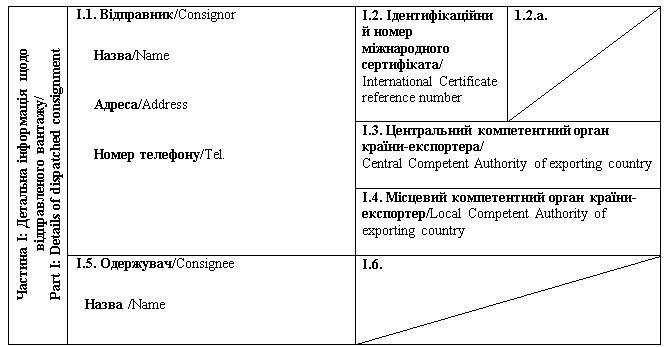 Частина І: Детальна інформація щодо
відправленого вантажу/
Part I: Details of dispatched consignment
І.1. Відправник/Consignor
Назва/Name
Адреса/Address
Номер телефону/Tel.
І.2. Ідентифікаційни
й номер
міжнародного
сертифіката/
International Certificate
reference number
1.2.a.
І.3. Центральний компетентний орган
країни-експортера/
Central Competent Authority of exporting country
І.4. Місцевий компетентний орган країни-
експортер/Local Competent Authority of
exporting country
І.5. Одержувач/Consignee
Назва /Name
І.6.